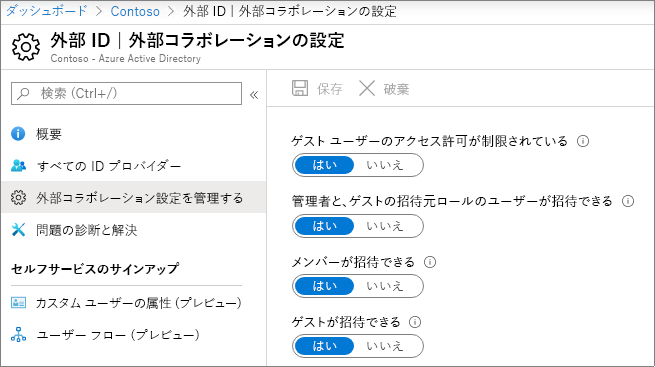 ダッシュボード > Contoso > 外部 ID | 外部コラボレーションの設定
外部 ID | 外部コラボレーションの設定
Contoso - Azure Active Directory
検索 (Ctrl+/)
概要
すべての ID プロバイダー
外部コラボレーション設定を管理する
問題の診断と解決
セルフサービスのサインアップ
カスタム ユーザーの属性 (プレビュー)
ユーザー フロー (プレビュー)
保存 破棄
ゲスト ユーザーのアクセス許可が制限されている
はい いいえ
管理者と、ゲストの招待元ロールのユーザーが招待できる
はい いいえ
メンバーが招待できる
はい いいえ
ゲストが招待できる
はい いいえ